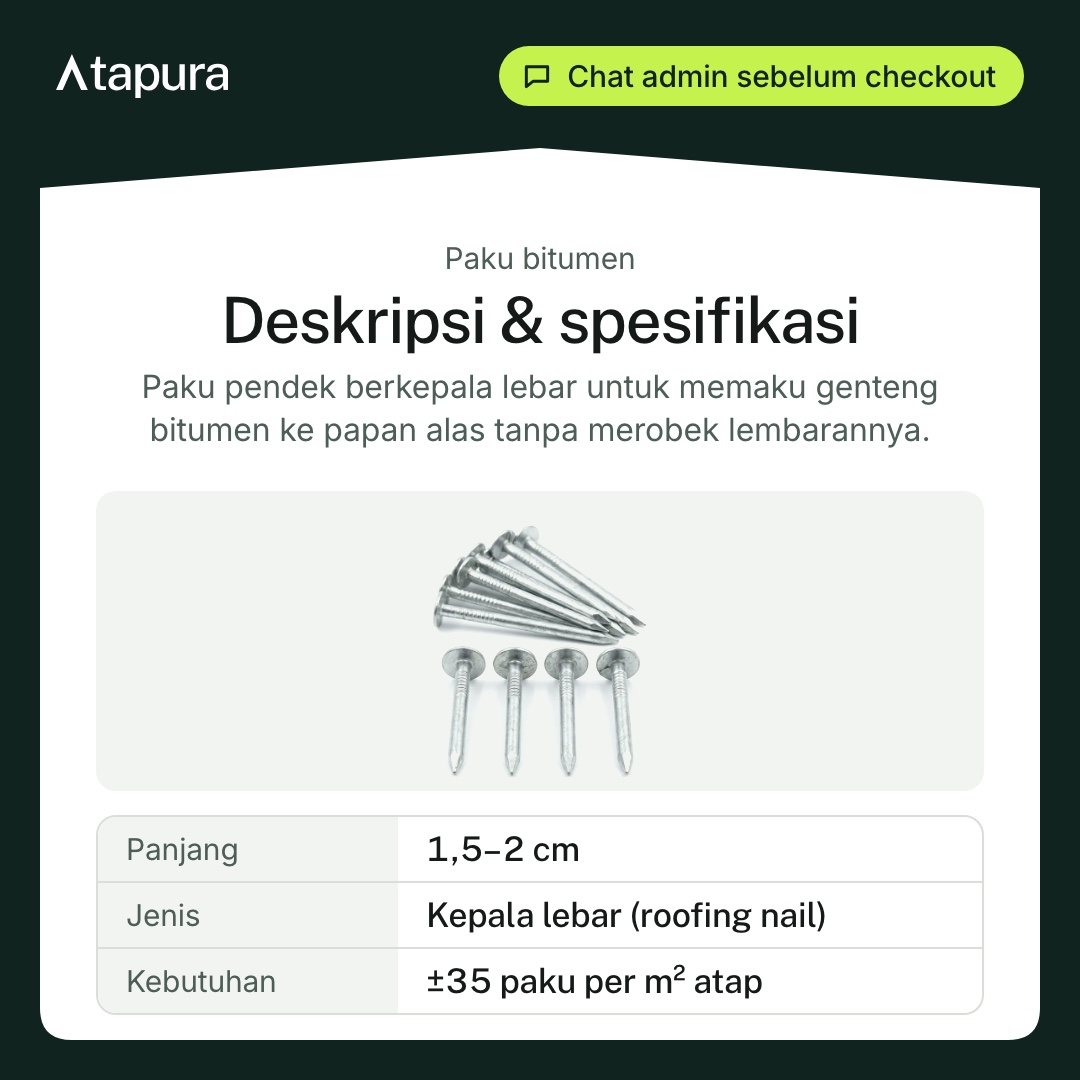 Atapura
Chat admin sebelum checkout
Paku bitumen
Deskripsi & spesifikasi
Paku pendek berkepala lebar untuk memaku genteng
bitumen ke papan alas tanpa merobek lembarannya.
Panjang 1,5–2 cm
Jenis Kepala lebar (roofing nail)
Kebutuhan ±35 paku per m² atap